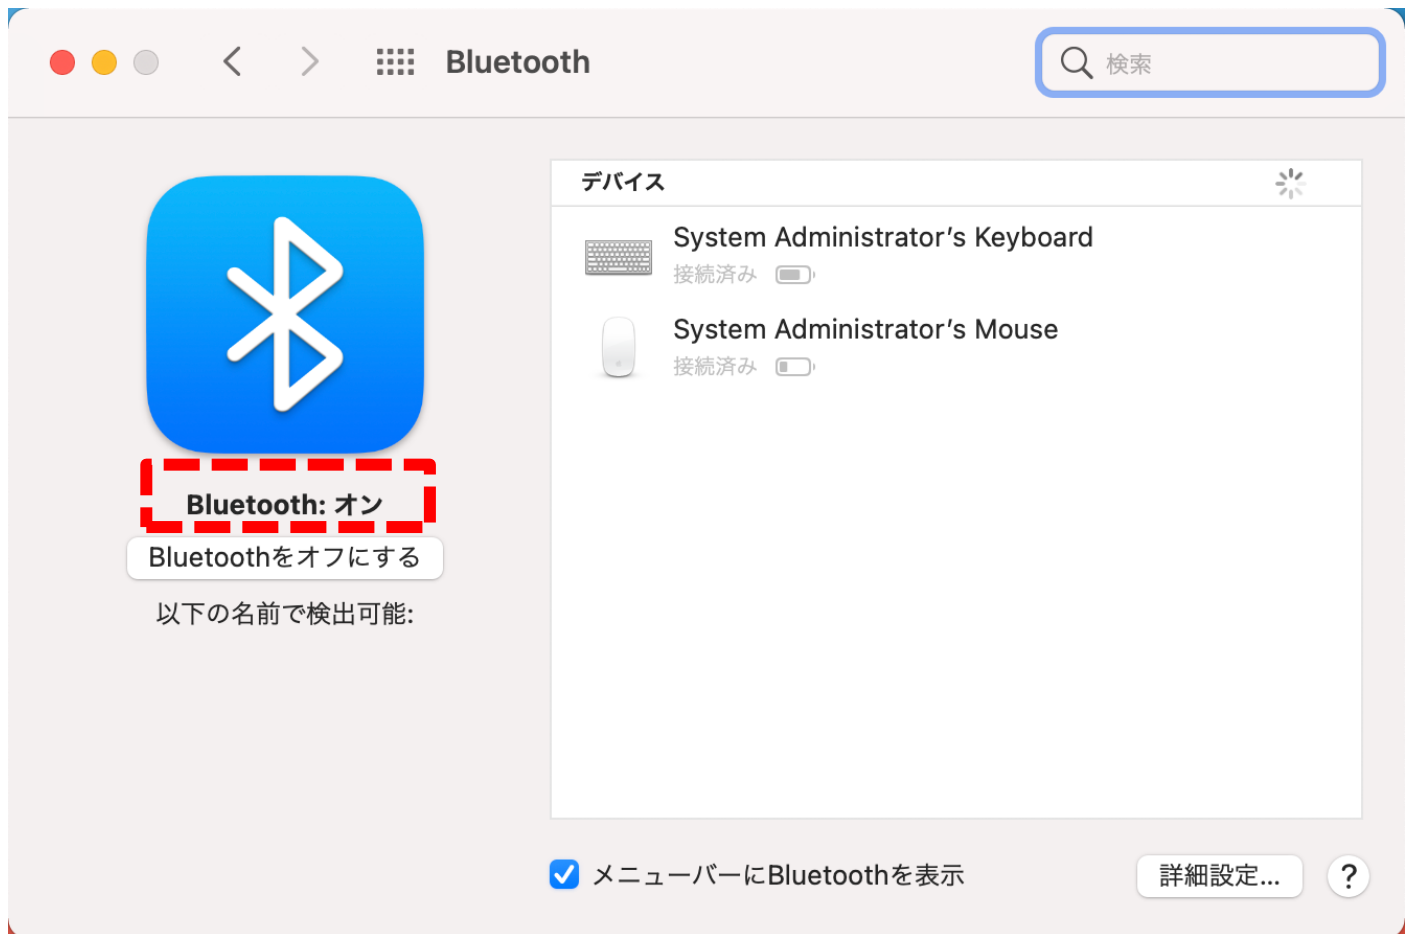 Bluetooth
検索
デバイス
System Administrator’s Keyboard
接続済み
System Administrator’s Mouse
接続済み
Bluetooth: オン
Bluetoothをオフにする
以下の名前で検出可能:
メニューバーにBluetoothを表示
詳細設定...
?